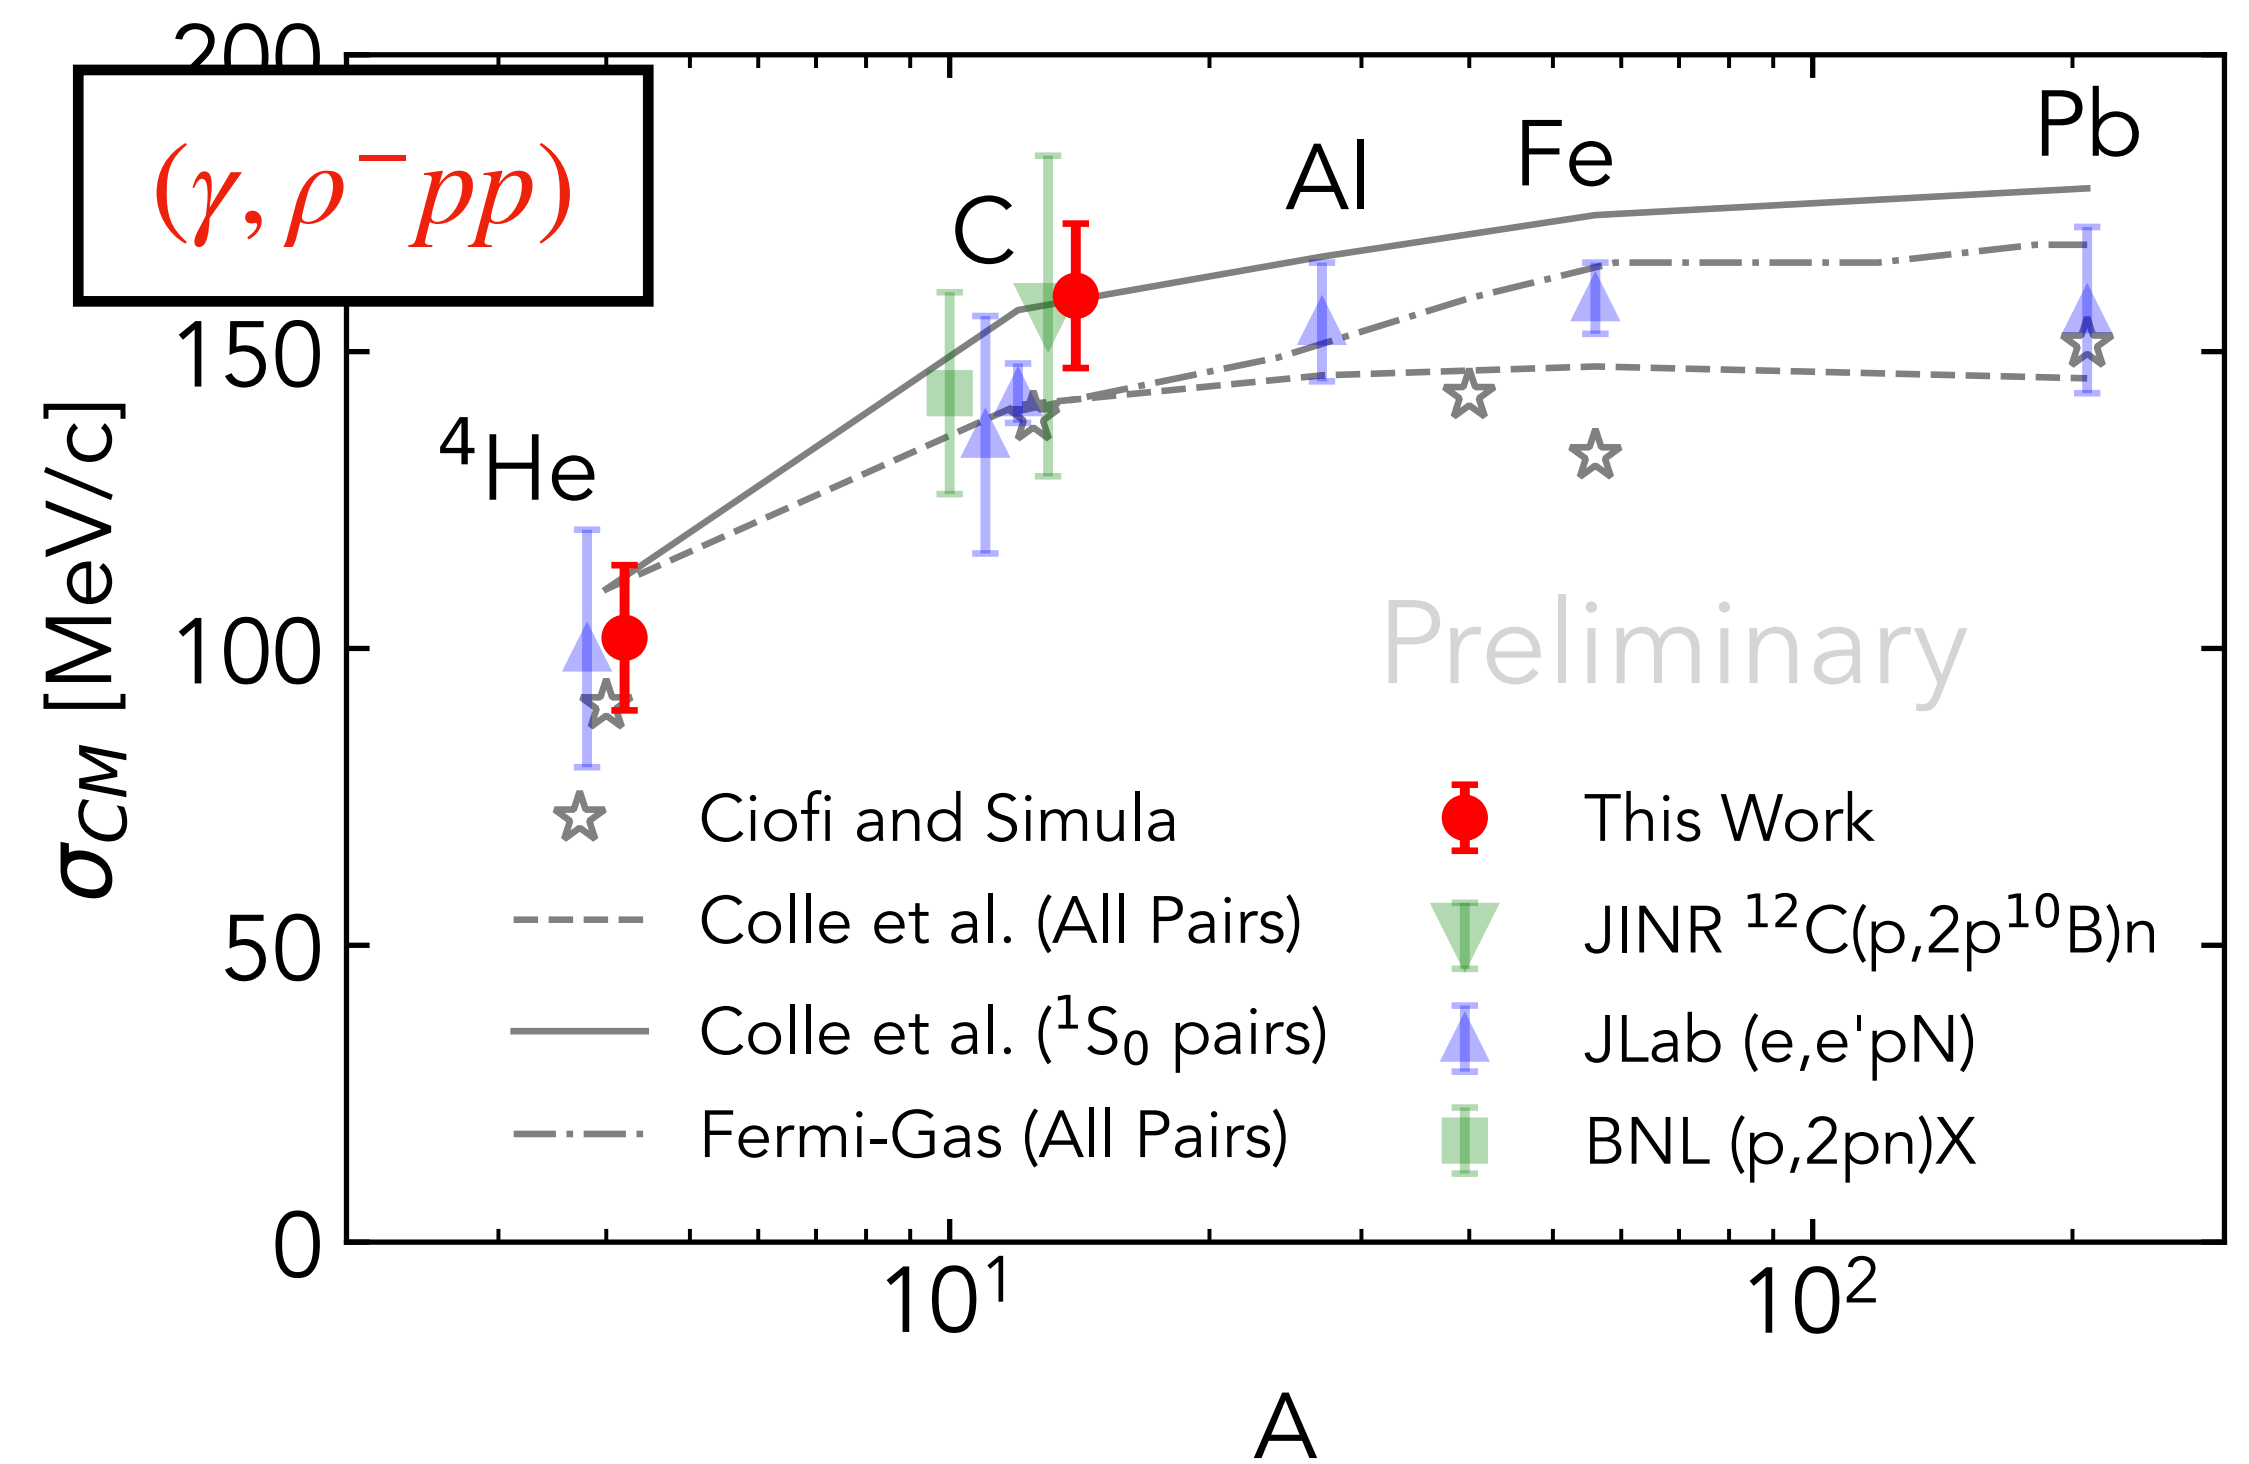 200
(γ, ρ⁻pp)
150
100
50
0
σCM [MeV/c]
⁴He
C
Al
Fe
Pb
Preliminary
Ciofi and Simula
Colle et al. (All Pairs)
Colle et al. (¹S₀ pairs)
Fermi-Gas (All Pairs)
This Work
JINR ¹²C(p,2p¹⁰B)n
JLab (e,e'pN)
BNL (p,2pn)X
10¹
10²
A